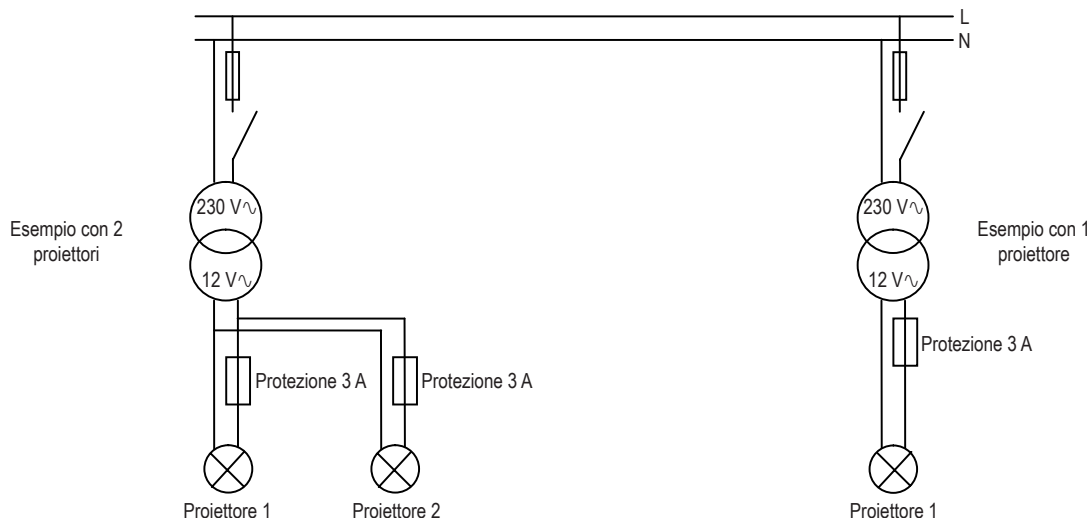 L
N
230 V∿
230 V∿
Esempio con 2
proiettori
Esempio con 1
proiettore
12 V∿
12 V∿
Protezione 3 A
Protezione 3 A
Protezione 3 A
Proiettore 1
Proiettore 2
Proiettore 1